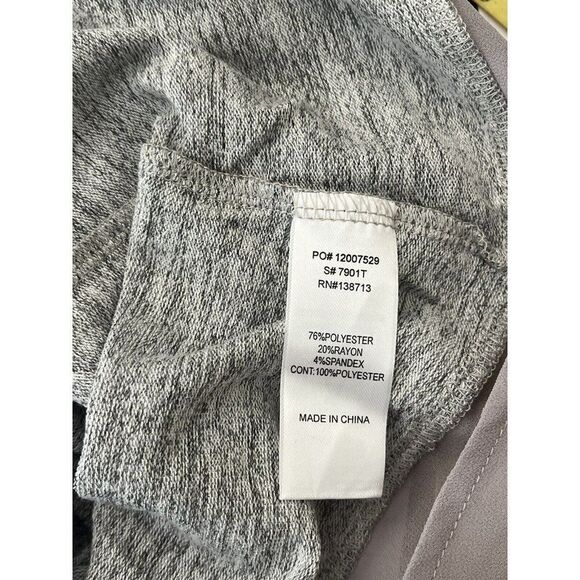 PO# 12007529
S# 7901T
RN#138713
76%POLYESTER
20%RAYON
4%SPANDEX
CONT:100%POLYESTER
MADE IN CHINA